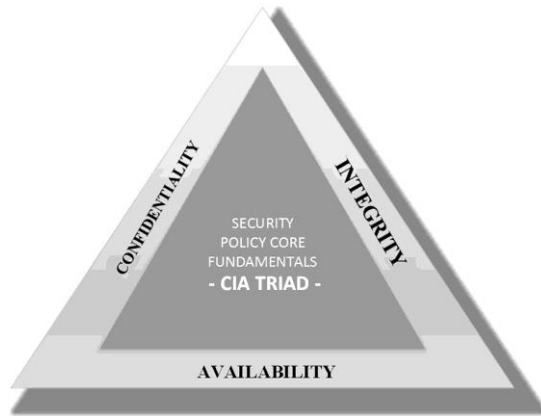 CONFIDENTIALITY
INTEGRITY
SECURITY
POLICY CORE
FUNDAMENTALS
- CIA TRIAD -
AVAILABILITY